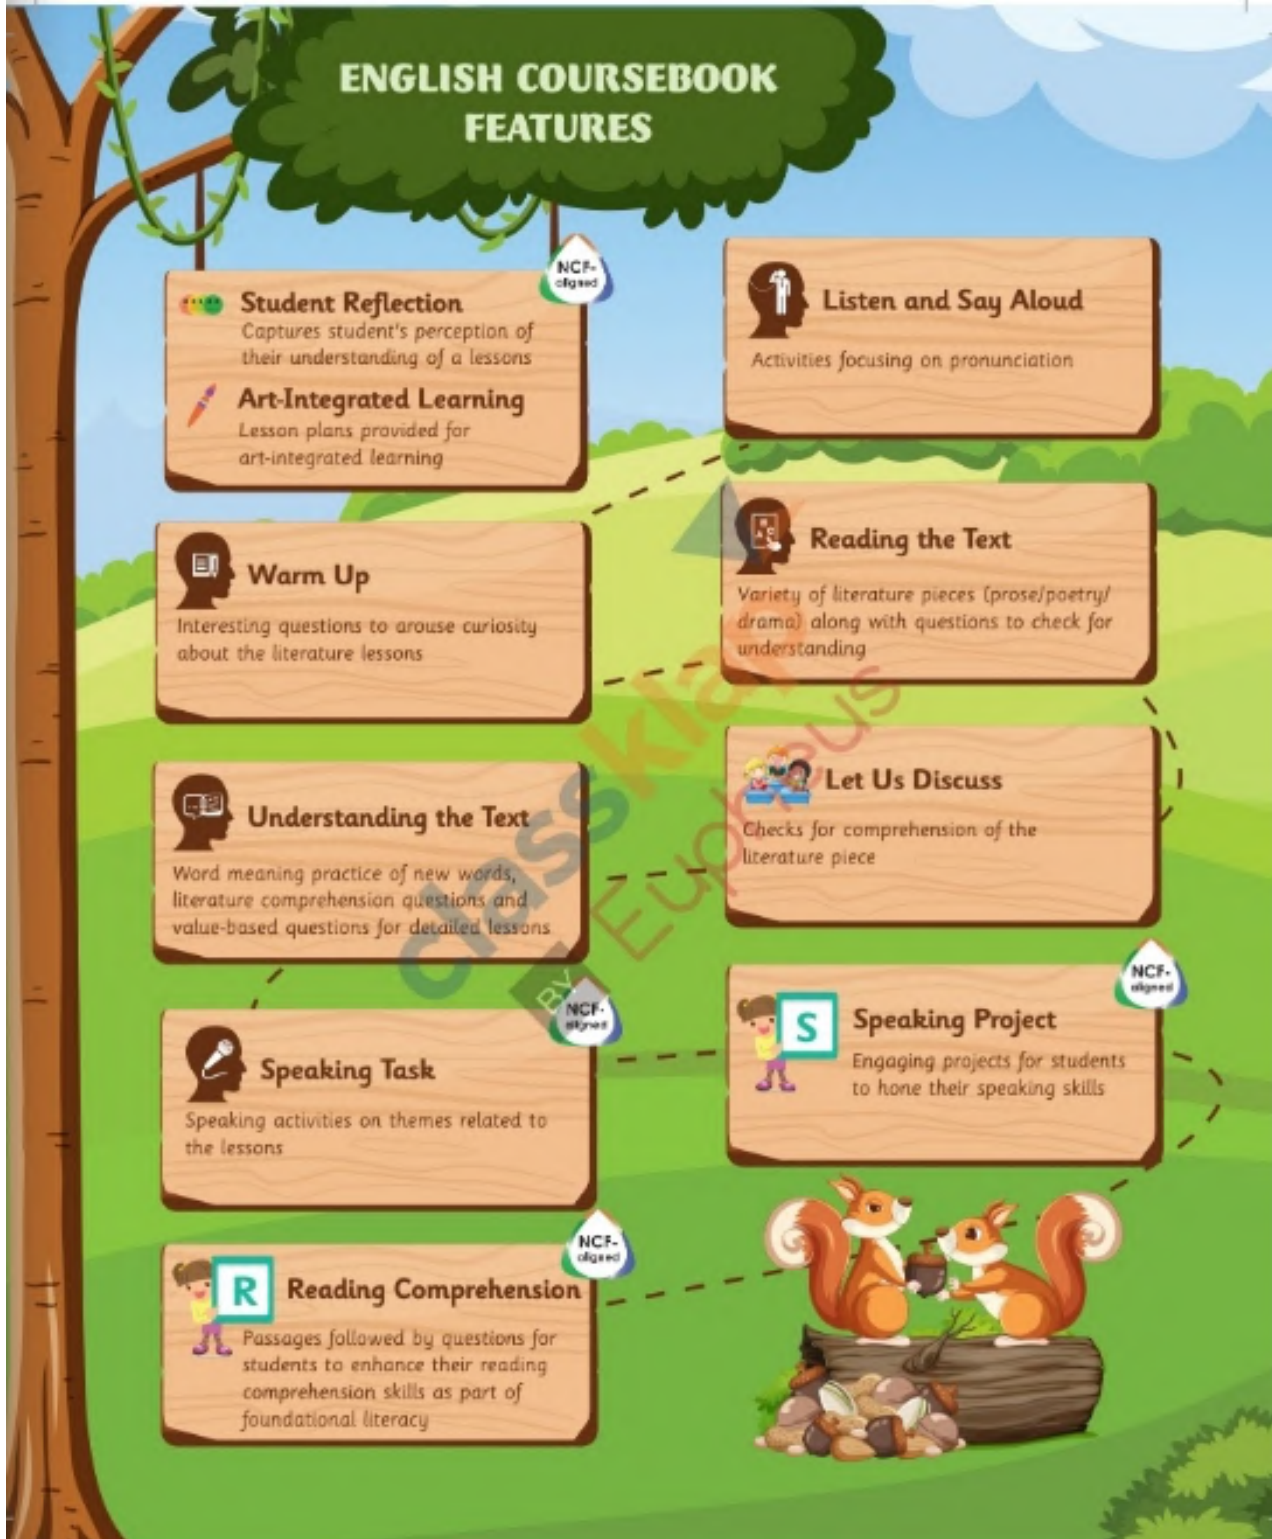 ENGLISH COURSEBOOK
FEATURES
NCF-
aligned
Student Reflection
Captures student's perception of
their understanding of a lessons
Art-Integrated Learning
Lesson plans provided for
art-integrated learning
Listen and Say Aloud
Activities focusing on pronunciation
Warm Up
Interesting questions to arouse curiosity
about the literature lessons
Reading the Text
Variety of literature pieces (prose/poetry/
drama) along with questions to check for
understanding
Understanding the Text
Word meaning practice of new words,
literature comprehension questions and
value-based questions for detailed lessons
Let Us Discuss
Checks for comprehension of the
literature piece
classklap
BY Eupheus
NCF-
aligned
Speaking Task
Speaking activities on themes related to
the lessons
NCF-
aligned
S
Speaking Project
Engaging projects for students
to hone their speaking skills
NCF-
aligned
R
Reading Comprehension
Passages followed by questions for
students to enhance their reading
comprehension skills as part of
foundational literacy